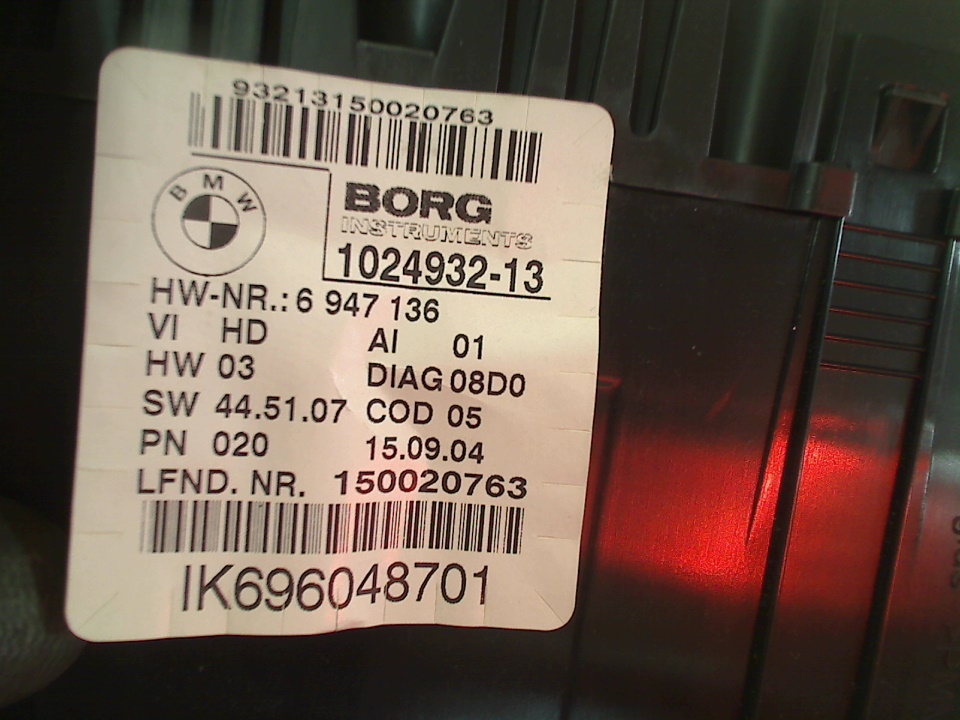 93213150020763
BMW
BORG
INSTRUMENTS
1024932-13
HW-NR.: 6 947 136
VI HD AI 01
HW 03 DIAG 08D0
SW 44.51.07 COD 05
PN 020 15.09.04
LFND. NR. 150020763
IK696048701